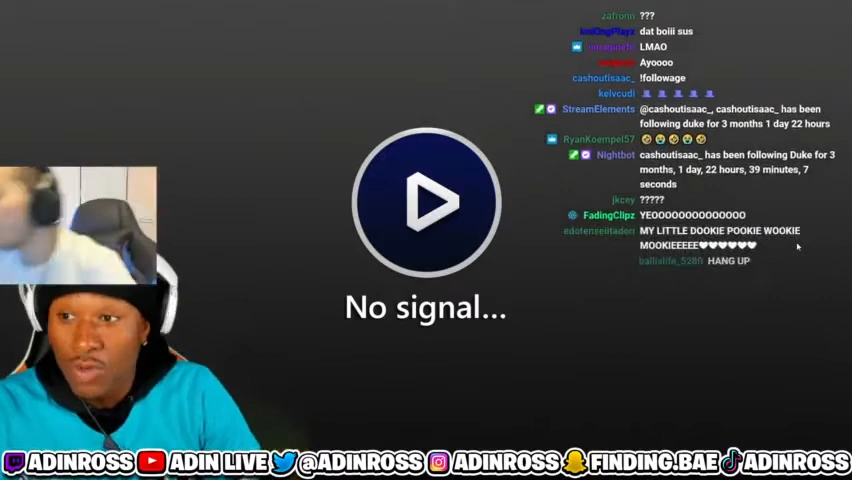 zafronn ???
dat boiii sus
LMAO
Ayoooo
cashoutisaac_ !followage
kelvcudi
StreamElements @cashoutisaac_, cashoutisaac_ has been
following duke for 3 months 1 day 22 hours
RyanKoempel57
Nightbot cashoutisaac_ has been following Duke for 3
months, 1 day, 22 hours, 39 minutes, 7
seconds
jkcey ?????
FadingClipz YEOOOOOOOOOOOOO
MY LITTLE DOOKIE POOKIE WOOKIE
MOOKIEEEEE
HANG UP
No signal...
ADINROSS ADIN LIVE @ADINROSS ADINROSS FINDING.BAE ADINROSS